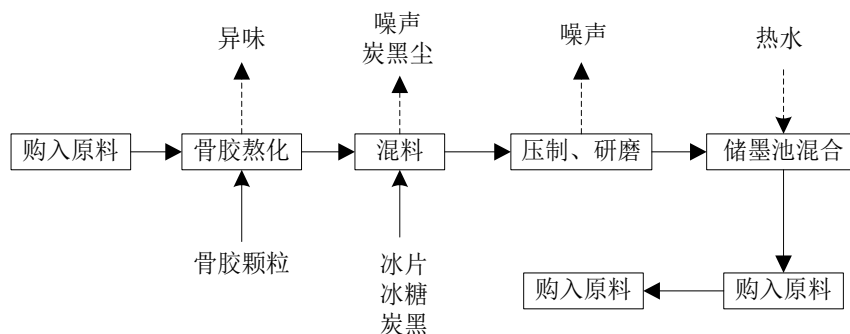 异味
噪声
炭黑尘
噪声
热水
购入原料
骨胶熬化
混料
压制、研磨
储墨池混合
骨胶颗粒
冰片
冰糖
炭黑
购入原料
购入原料